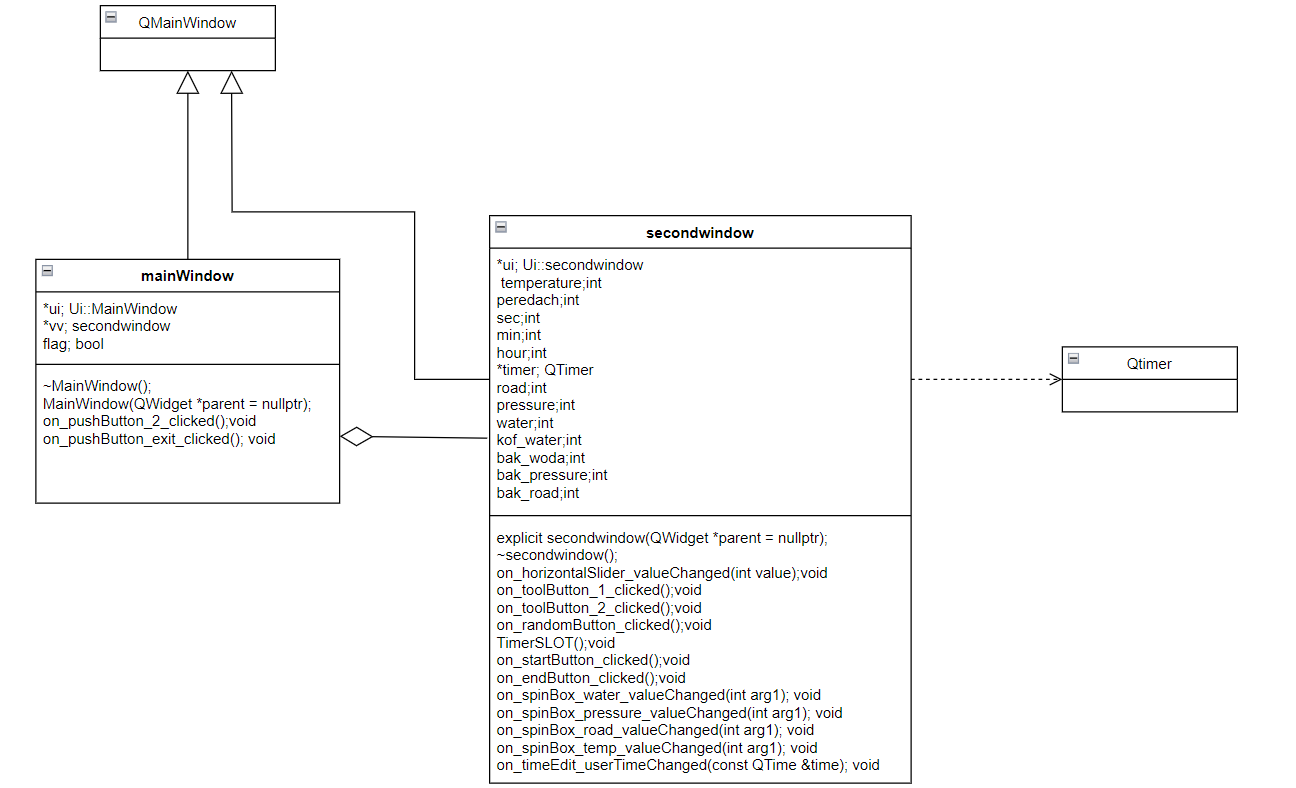 QMainWindow
mainWindow
*ui; Ui::MainWindow
*vv; secondwindow
flag; bool
~MainWindow();
MainWindow(QWidget *parent = nullptr);
on_pushButton_2_clicked();void
on_pushButton_exit_clicked(); void
secondwindow
*ui; Ui::secondwindow
temperature;int
peredach;int
sec;int
min;int
hour;int
*timer; QTimer
road;int
pressure;int
water;int
kof_water;int
bak_woda;int
bak_pressure;int
bak_road;int
explicit secondwindow(QWidget *parent = nullptr);
~secondwindow();
on_horizontalSlider_valueChanged(int value);void
on_toolButton_1_clicked();void
on_toolButton_2_clicked();void
on_randomButton_clicked();void
TimerSLOT();void
on_startButton_clicked();void
on_endButton_clicked();void
on_spinBox_water_valueChanged(int arg1); void
on_spinBox_pressure_valueChanged(int arg1); void
on_spinBox_road_valueChanged(int arg1); void
on_spinBox_temp_valueChanged(int arg1); void
on_timeEdit_userTimeChanged(const QTime &time); void
Qtimer